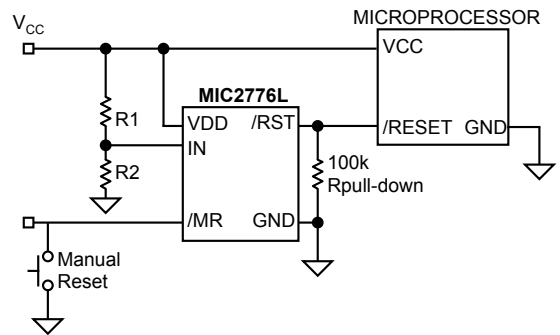 MICROPROCESSOR
VCC
VCC
MIC2776L
R1
VDD
/RST
/RESET
GND
IN
R2
100k
Rpull-down
/MR
GND
Manual
Reset